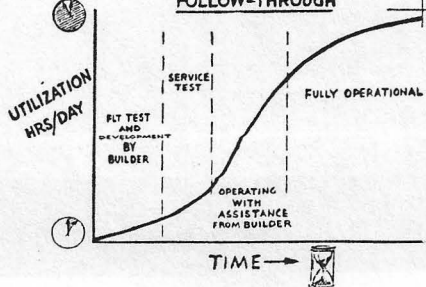 FOLLOW-THROUGH
UTILIZATION
HRS/DAY
FLT TEST
AND
DEVELOPMENT
BY
BUILDER
SERVICE
TEST
OPERATING
WITH
ASSISTANCE
FROM BUILDER
FULLY OPERATIONAL
TIME